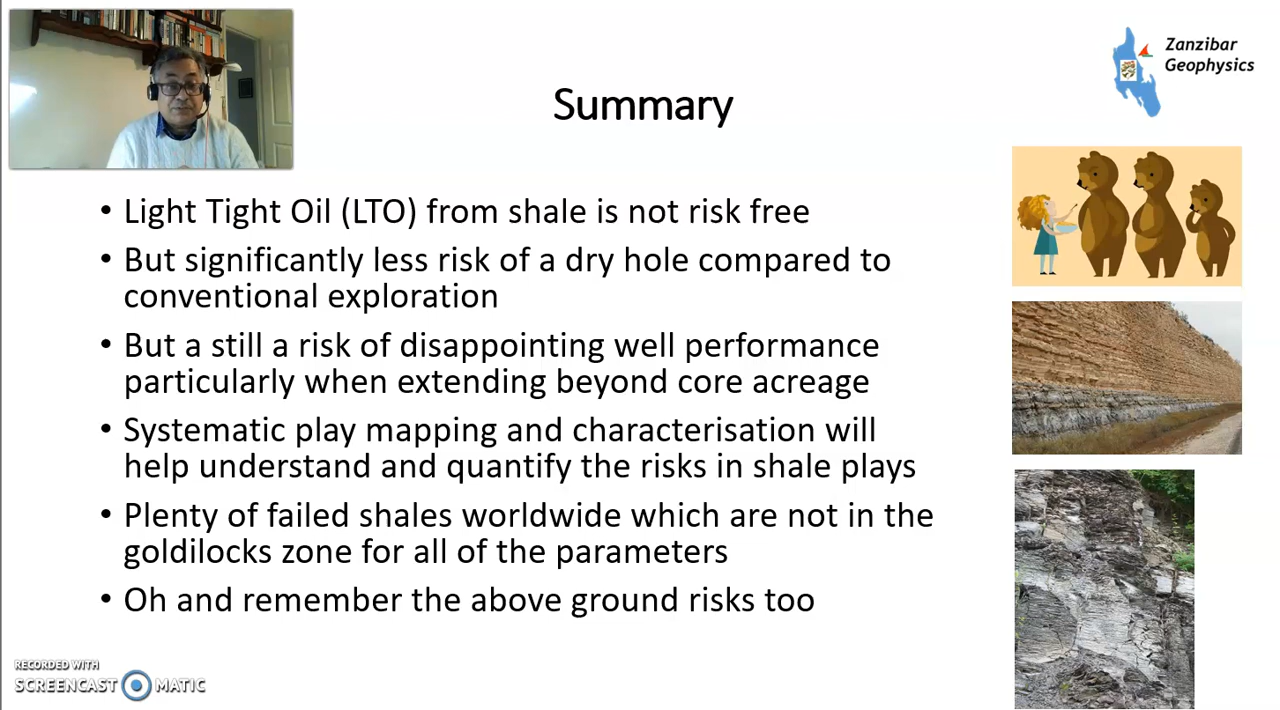 Zanzibar
Geophysics
Summary
• Light Tight Oil (LTO) from shale is not risk free
• But significantly less risk of a dry hole compared to
conventional exploration
• But a still a risk of disappointing well performance
particularly when extending beyond core acreage
• Systematic play mapping and characterisation will
help understand and quantify the risks in shale plays
• Plenty of failed shales worldwide which are not in the
goldilocks zone for all of the parameters
• Oh and remember the above ground risks too
RECORDED WITH
SCREENCAST MATIC